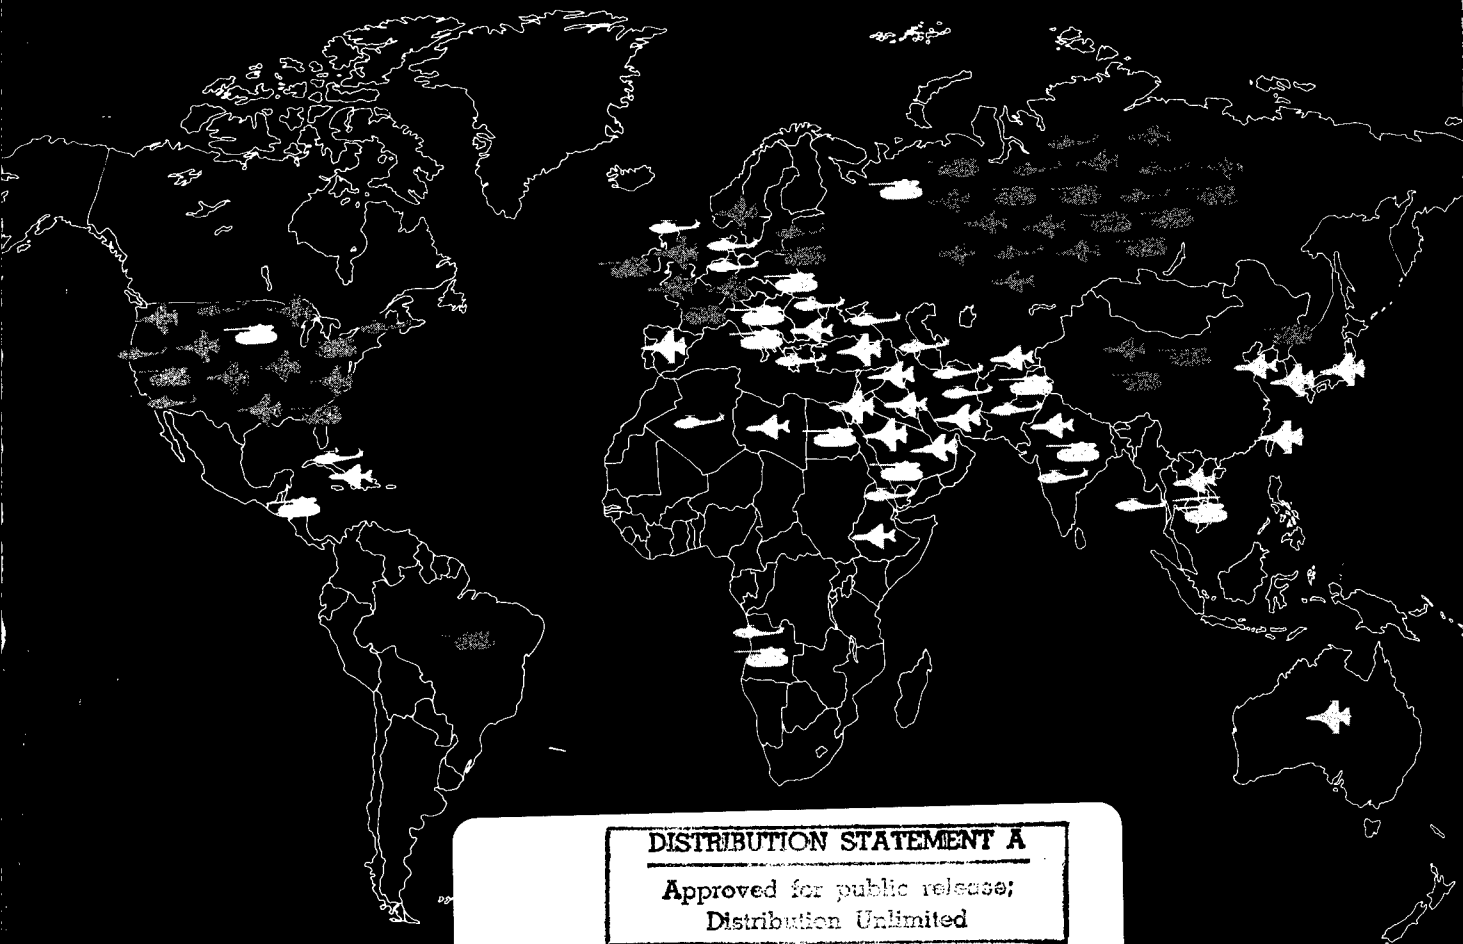 DISTRIBUTION STATEMENT A
Approved for public release;
Distribution Unlimited